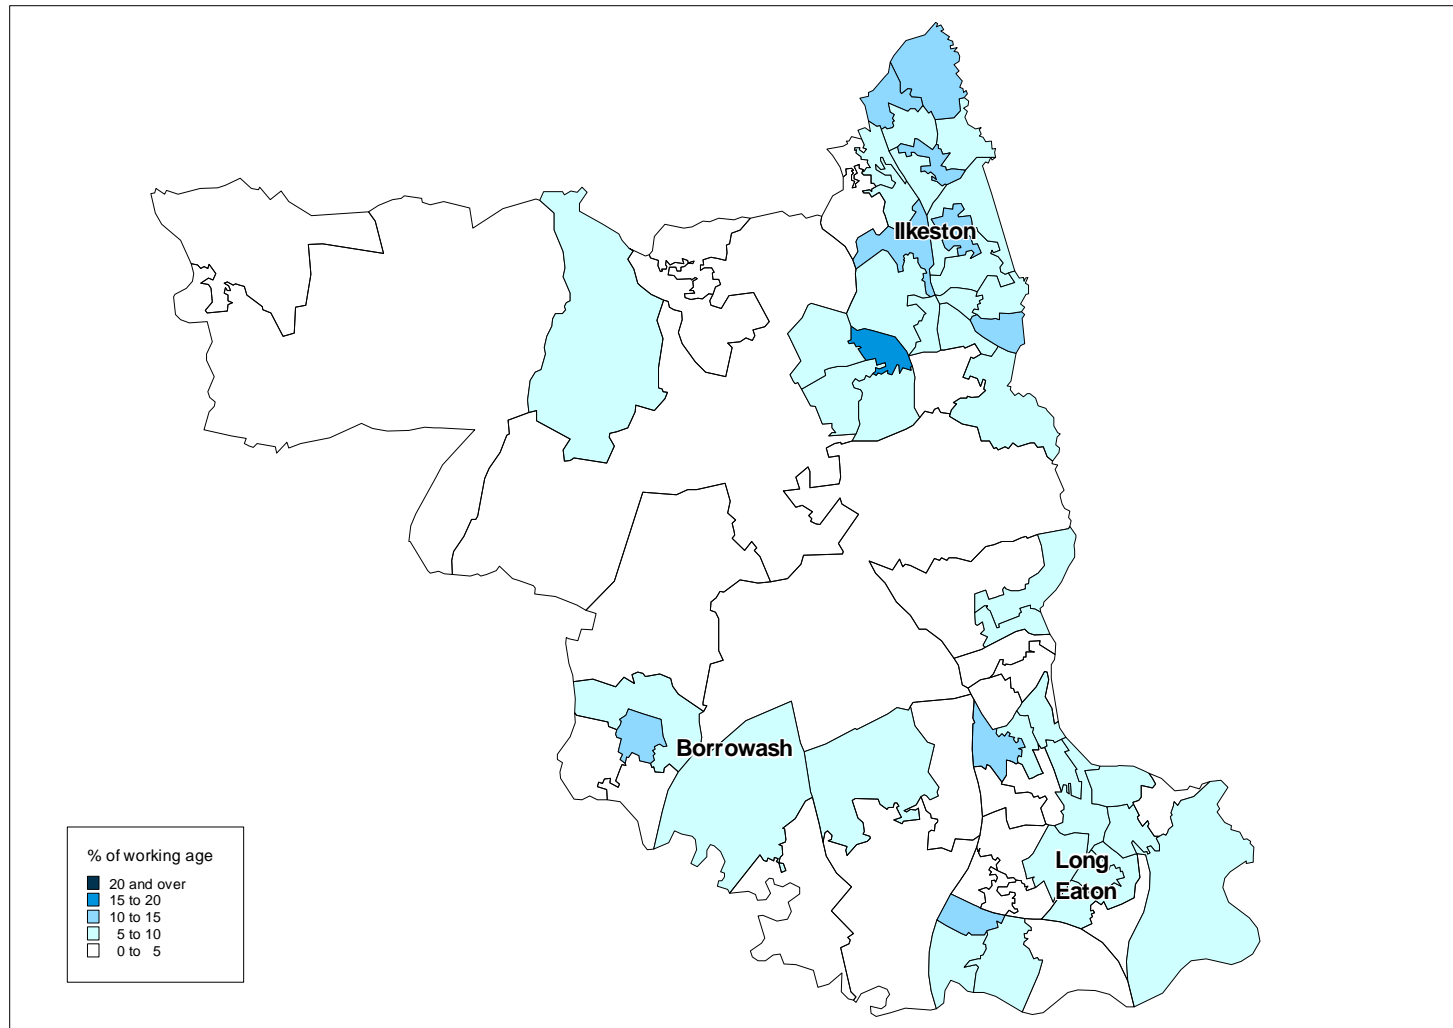 Ilkeston
Borrowash
Long
Eaton
% of working age
20 and over
15 to 20
10 to 15
5 to 10
0 to 5